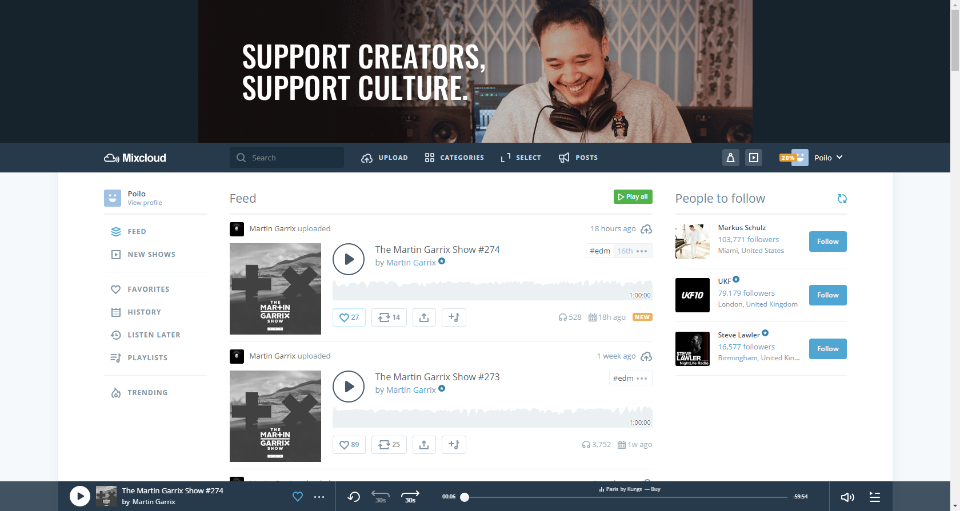 SUPPORT CREATORS,
SUPPORT CULTURE.
Mixcloud
Search
UPLOAD
CATEGORIES
SELECT
POSTS
28%
Poilo
Poilo
View profile
FEED
NEW SHOWS
FAVORITES
HISTORY
LISTEN LATER
PLAYLISTS
TRENDING
Feed
Play all
Martin Garrix uploaded
18 hours ago
THE MARTIN GARRIX SHOW
The Martin Garrix Show #274
by Martin Garrix
#edm
16th
1:00:00
27
14
528
18h ago
NEW
Martin Garrix uploaded
1 week ago
THE MARTIN GARRIX SHOW
The Martin Garrix Show #273
by Martin Garrix
#edm
1:00:00
89
25
3,752
1w ago
People to follow
Markus Schulz
103,771 followers
Miami, United States
Follow
UKF10
UKF
79,179 followers
London, United Kingdom
Follow
STEVE LAWLER
Steve Lawler
16,577 followers
Birmingham, United Kin...
Follow
The Martin Garrix Show #274
by Martin Garrix
30s
30s
00:06
Paris by Kungs — Buy
-59:54